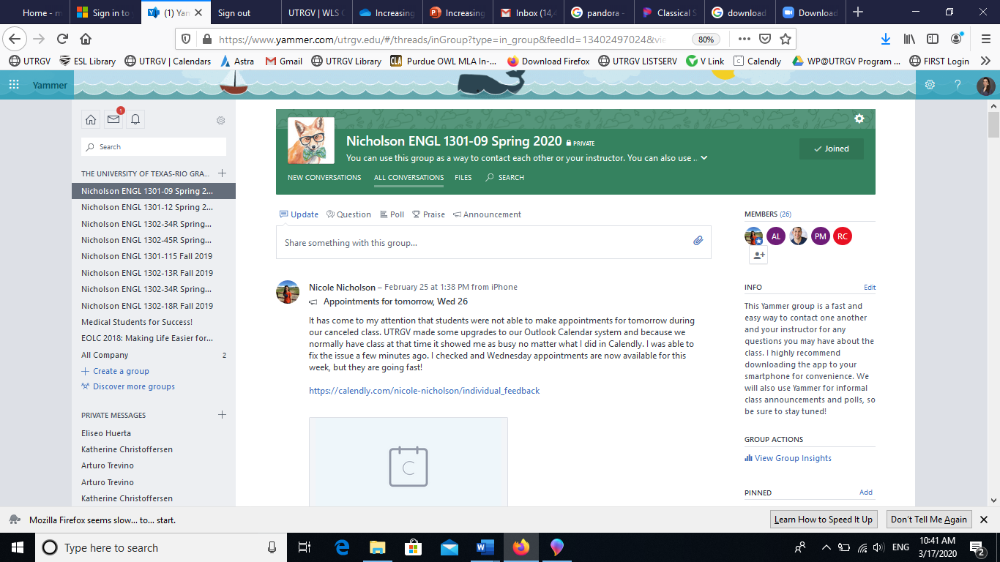 Home - m
Sign in to y
(1) Yam
Sign out
UTRGV | WLS C
Increasing
Increasing
Inbox (14,4
pandora -
Classical S
download
Download
https://www.yammer.com/utrgv.edu/#/threads/inGroup?type=in_group&feedId=13402497024&vie
80%
UTRGV
ESL Library
UTRGV | Calendars
Astra
Gmail
UTRGV Library
Purdue OWL MLA In-...
Download Firefox
UTRGV LISTSERV
V Link
Calendly
WP@UTRGV Program ...
FIRST Login
Yammer
1
Search
THE UNIVERSITY OF TEXAS-RIO GRA...
Nicholson ENGL 1301-09 Spring 2...
Nicholson ENGL 1301-12 Spring 2...
Nicholson ENGL 1302-34R Spring...
Nicholson ENGL 1302-45R Spring...
Nicholson ENGL 1301-115 Fall 2019
Nicholson ENGL 1302-13R Fall 2019
Nicholson ENGL 1302-34R Spring...
Nicholson ENGL 1302-18R Fall 2019
Medical Students for Success!
EOLC 2018: Making Life Easier for...
All Company 2
Create a group
Discover more groups
PRIVATE MESSAGES
Eliseo Huerta
Katherine Christoffersen
Arturo Trevino
Arturo Trevino
Katherine Christoffersen
Nicholson ENGL 1301-09 Spring 2020 PRIVATE
You can use this group as a way to contact each other or your instructor. You can also use ..
Joined
NEW CONVERSATIONS ALL CONVERSATIONS FILES SEARCH
Update Question Poll Praise Announcement
Share something with this group...
Nicole Nicholson – February 25 at 1:38 PM from iPhone
Appointments for tomorrow, Wed 26
It has come to my attention that students were not able to make appointments for tomorrow during
our canceled class. UTRGV made some upgrades to our Outlook Calendar system and because we
normally have class at that time it showed me as busy no matter what I did in Calendly. I was able to
fix the issue a few minutes ago. I checked and Wednesday appointments are now available for this
week, but they are going fast!
https://calendly.com/nicole-nicholson/individual_feedback
C
MEMBERS (26)
AL
PM
RC
INFO Edit
This Yammer group is a fast and
easy way to contact one another
and your instructor for any
questions you may have about the
class. I highly recommend
downloading the app to your
smartphone for convenience. We
will also use Yammer for informal
class announcements and polls, so
be sure to stay tuned!
GROUP ACTIONS
View Group Insights
PINNED Add
Mozilla Firefox seems slow... to... start.
Learn How to Speed It Up
Don't Tell Me Again
Type here to search
ENG
10:41 AM
3/17/2020
2